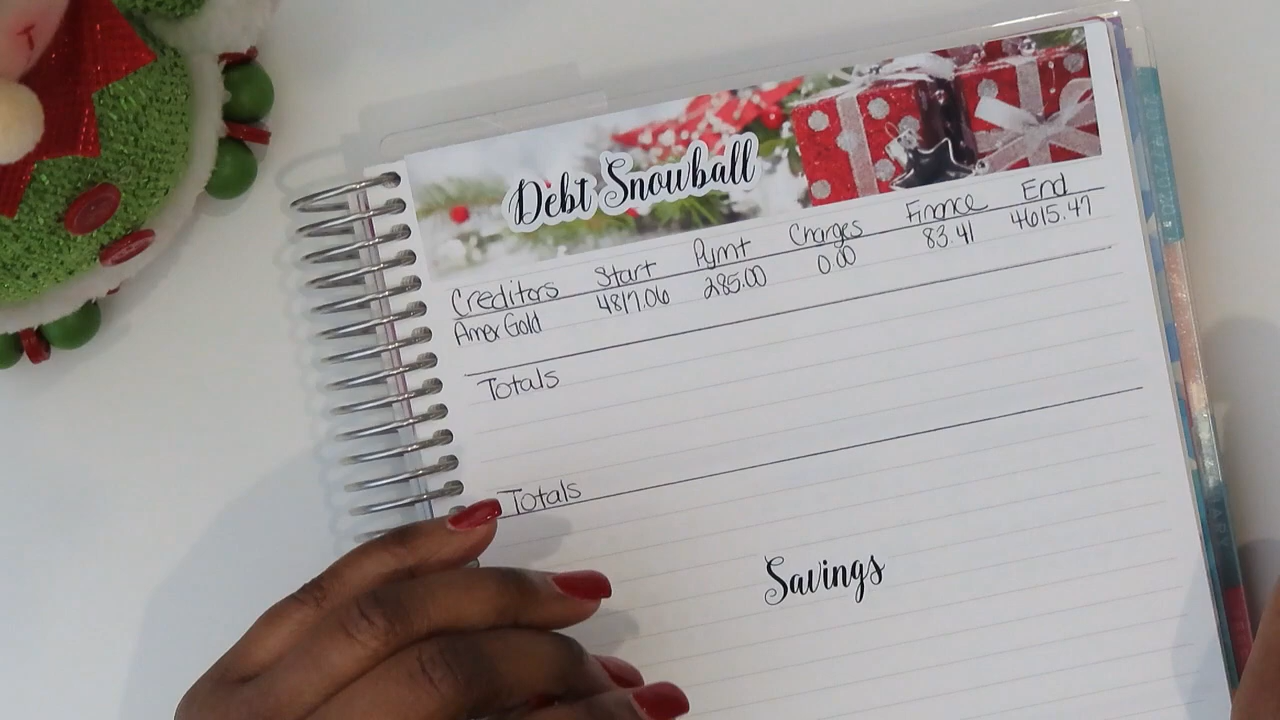 Debt Snowball
Creditors Start Pymt Charges Finance End
Amex Gold 4817.06 285.00 0.00 83.41 4615.47
Totals
Totals
Savings